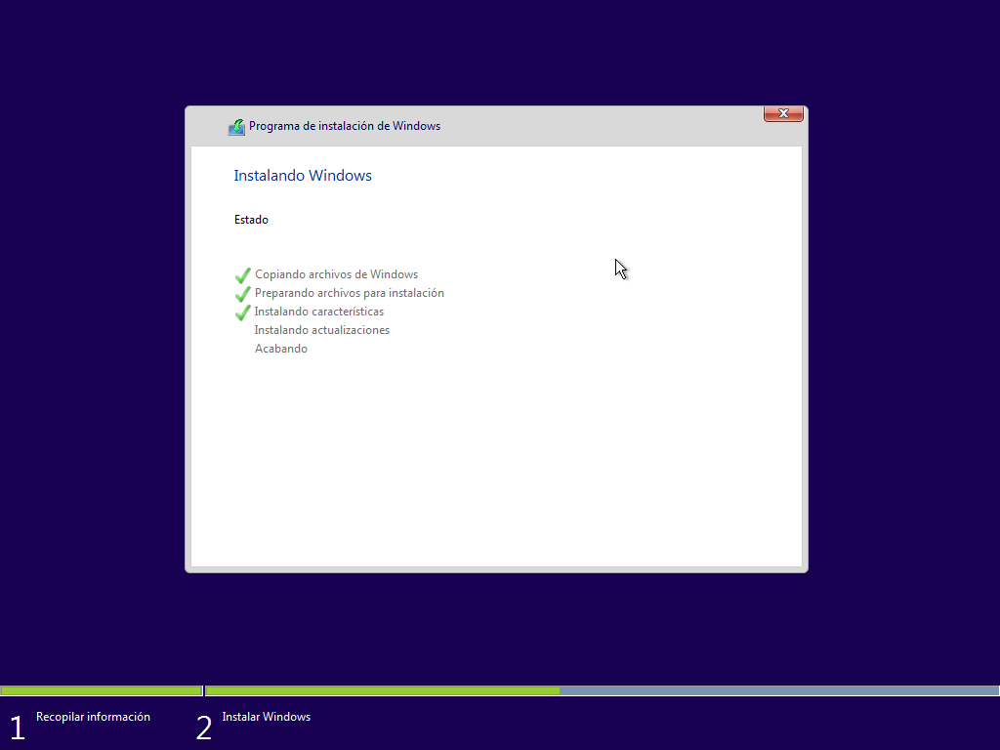 Programa de instalación de Windows
Instalando Windows
Estado
Copiando archivos de Windows
Preparando archivos para instalación
Instalando características
Instalando actualizaciones
Acabando
1 Recopilar información
2 Instalar Windows